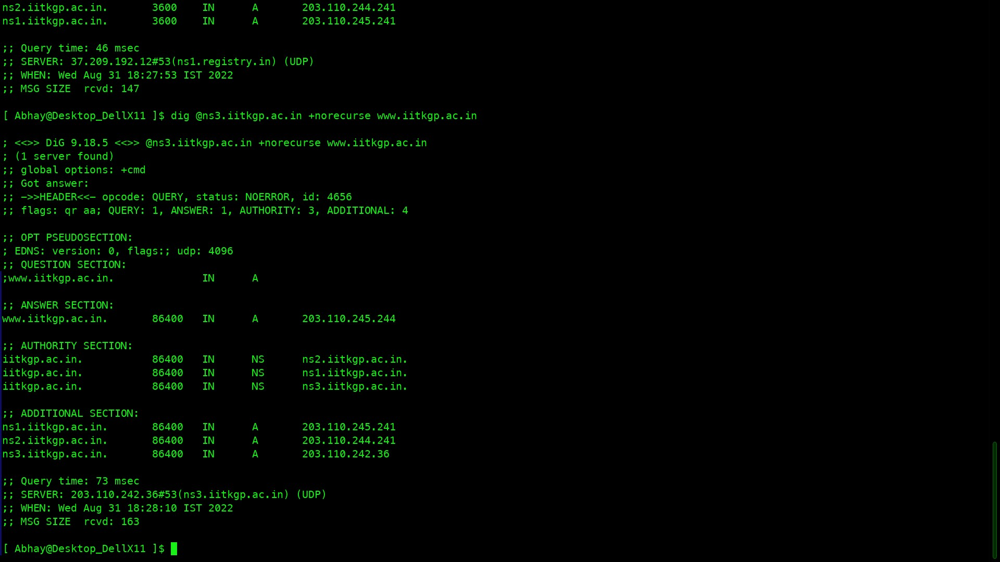 ns2.iitkgp.ac.in. 3600 IN A 203.110.244.241
ns1.iitkgp.ac.in. 3600 IN A 203.110.245.241
;; Query time: 46 msec
;; SERVER: 37.209.192.12#53(ns1.registry.in) (UDP)
;; WHEN: Wed Aug 31 18:27:53 IST 2022
;; MSG SIZE  rcvd: 147
[ Abhay@Desktop_DellX11 ]$ dig @ns3.iitkgp.ac.in +norecurse www.iitkgp.ac.in
; <<>> DiG 9.18.5 <<>> @ns3.iitkgp.ac.in +norecurse www.iitkgp.ac.in
; (1 server found)
;; global options: +cmd
;; Got answer:
;; ->>HEADER<<- opcode: QUERY, status: NOERROR, id: 4656
;; flags: qr aa; QUERY: 1, ANSWER: 1, AUTHORITY: 3, ADDITIONAL: 4
;; OPT PSEUDOSECTION:
; EDNS: version: 0, flags:; udp: 4096
;; QUESTION SECTION:
;www.iitkgp.ac.in. IN A
;; ANSWER SECTION:
www.iitkgp.ac.in. 86400 IN A 203.110.245.244
;; AUTHORITY SECTION:
iitkgp.ac.in. 86400 IN NS ns2.iitkgp.ac.in.
iitkgp.ac.in. 86400 IN NS ns1.iitkgp.ac.in.
iitkgp.ac.in. 86400 IN NS ns3.iitkgp.ac.in.
;; ADDITIONAL SECTION:
ns1.iitkgp.ac.in. 86400 IN A 203.110.245.241
ns2.iitkgp.ac.in. 86400 IN A 203.110.244.241
ns3.iitkgp.ac.in. 86400 IN A 203.110.242.36
;; Query time: 73 msec
;; SERVER: 203.110.242.36#53(ns3.iitkgp.ac.in) (UDP)
;; WHEN: Wed Aug 31 18:28:10 IST 2022
;; MSG SIZE  rcvd: 163
[ Abhay@Desktop_DellX11 ]$